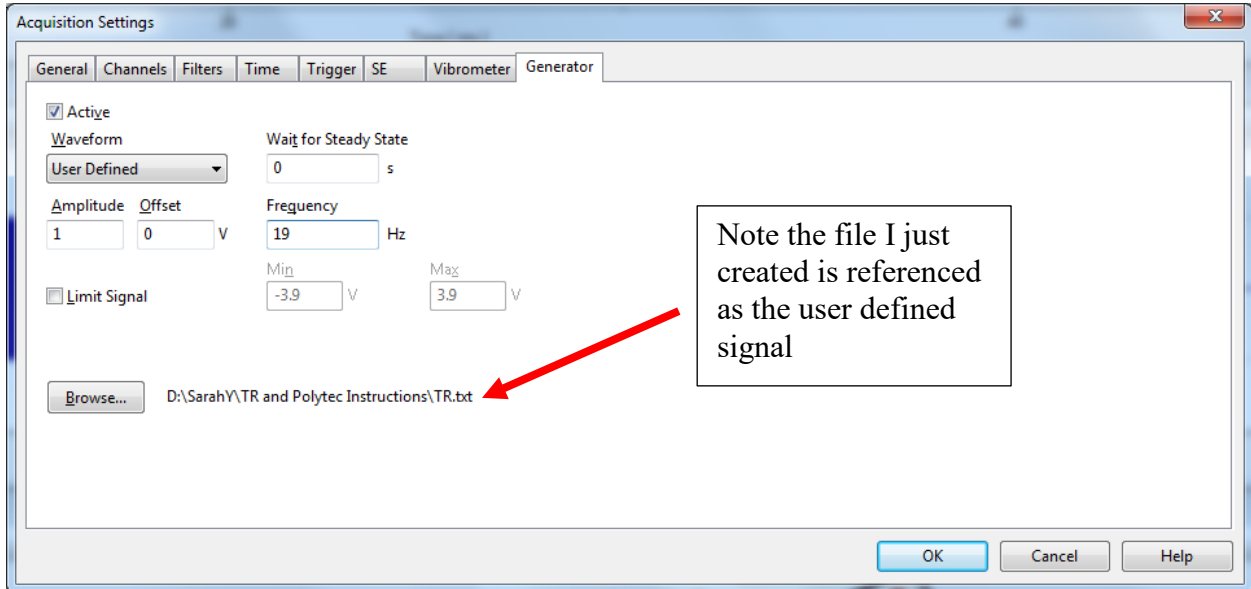 Acquisition Settings
General Channels Filters Time Trigger SE Vibrometer Generator
Active
Waveform Wait for Steady State
User Defined 0 s
Amplitude Offset Frequency
1 0 V 19 Hz
Min Max
Limit Signal -3.9 V 3.9 V
Note the file I just
created is referenced
as the user defined
signal
Browse... D:\SarahY\TR and Polytec Instructions\TR.txt
OK Cancel Help